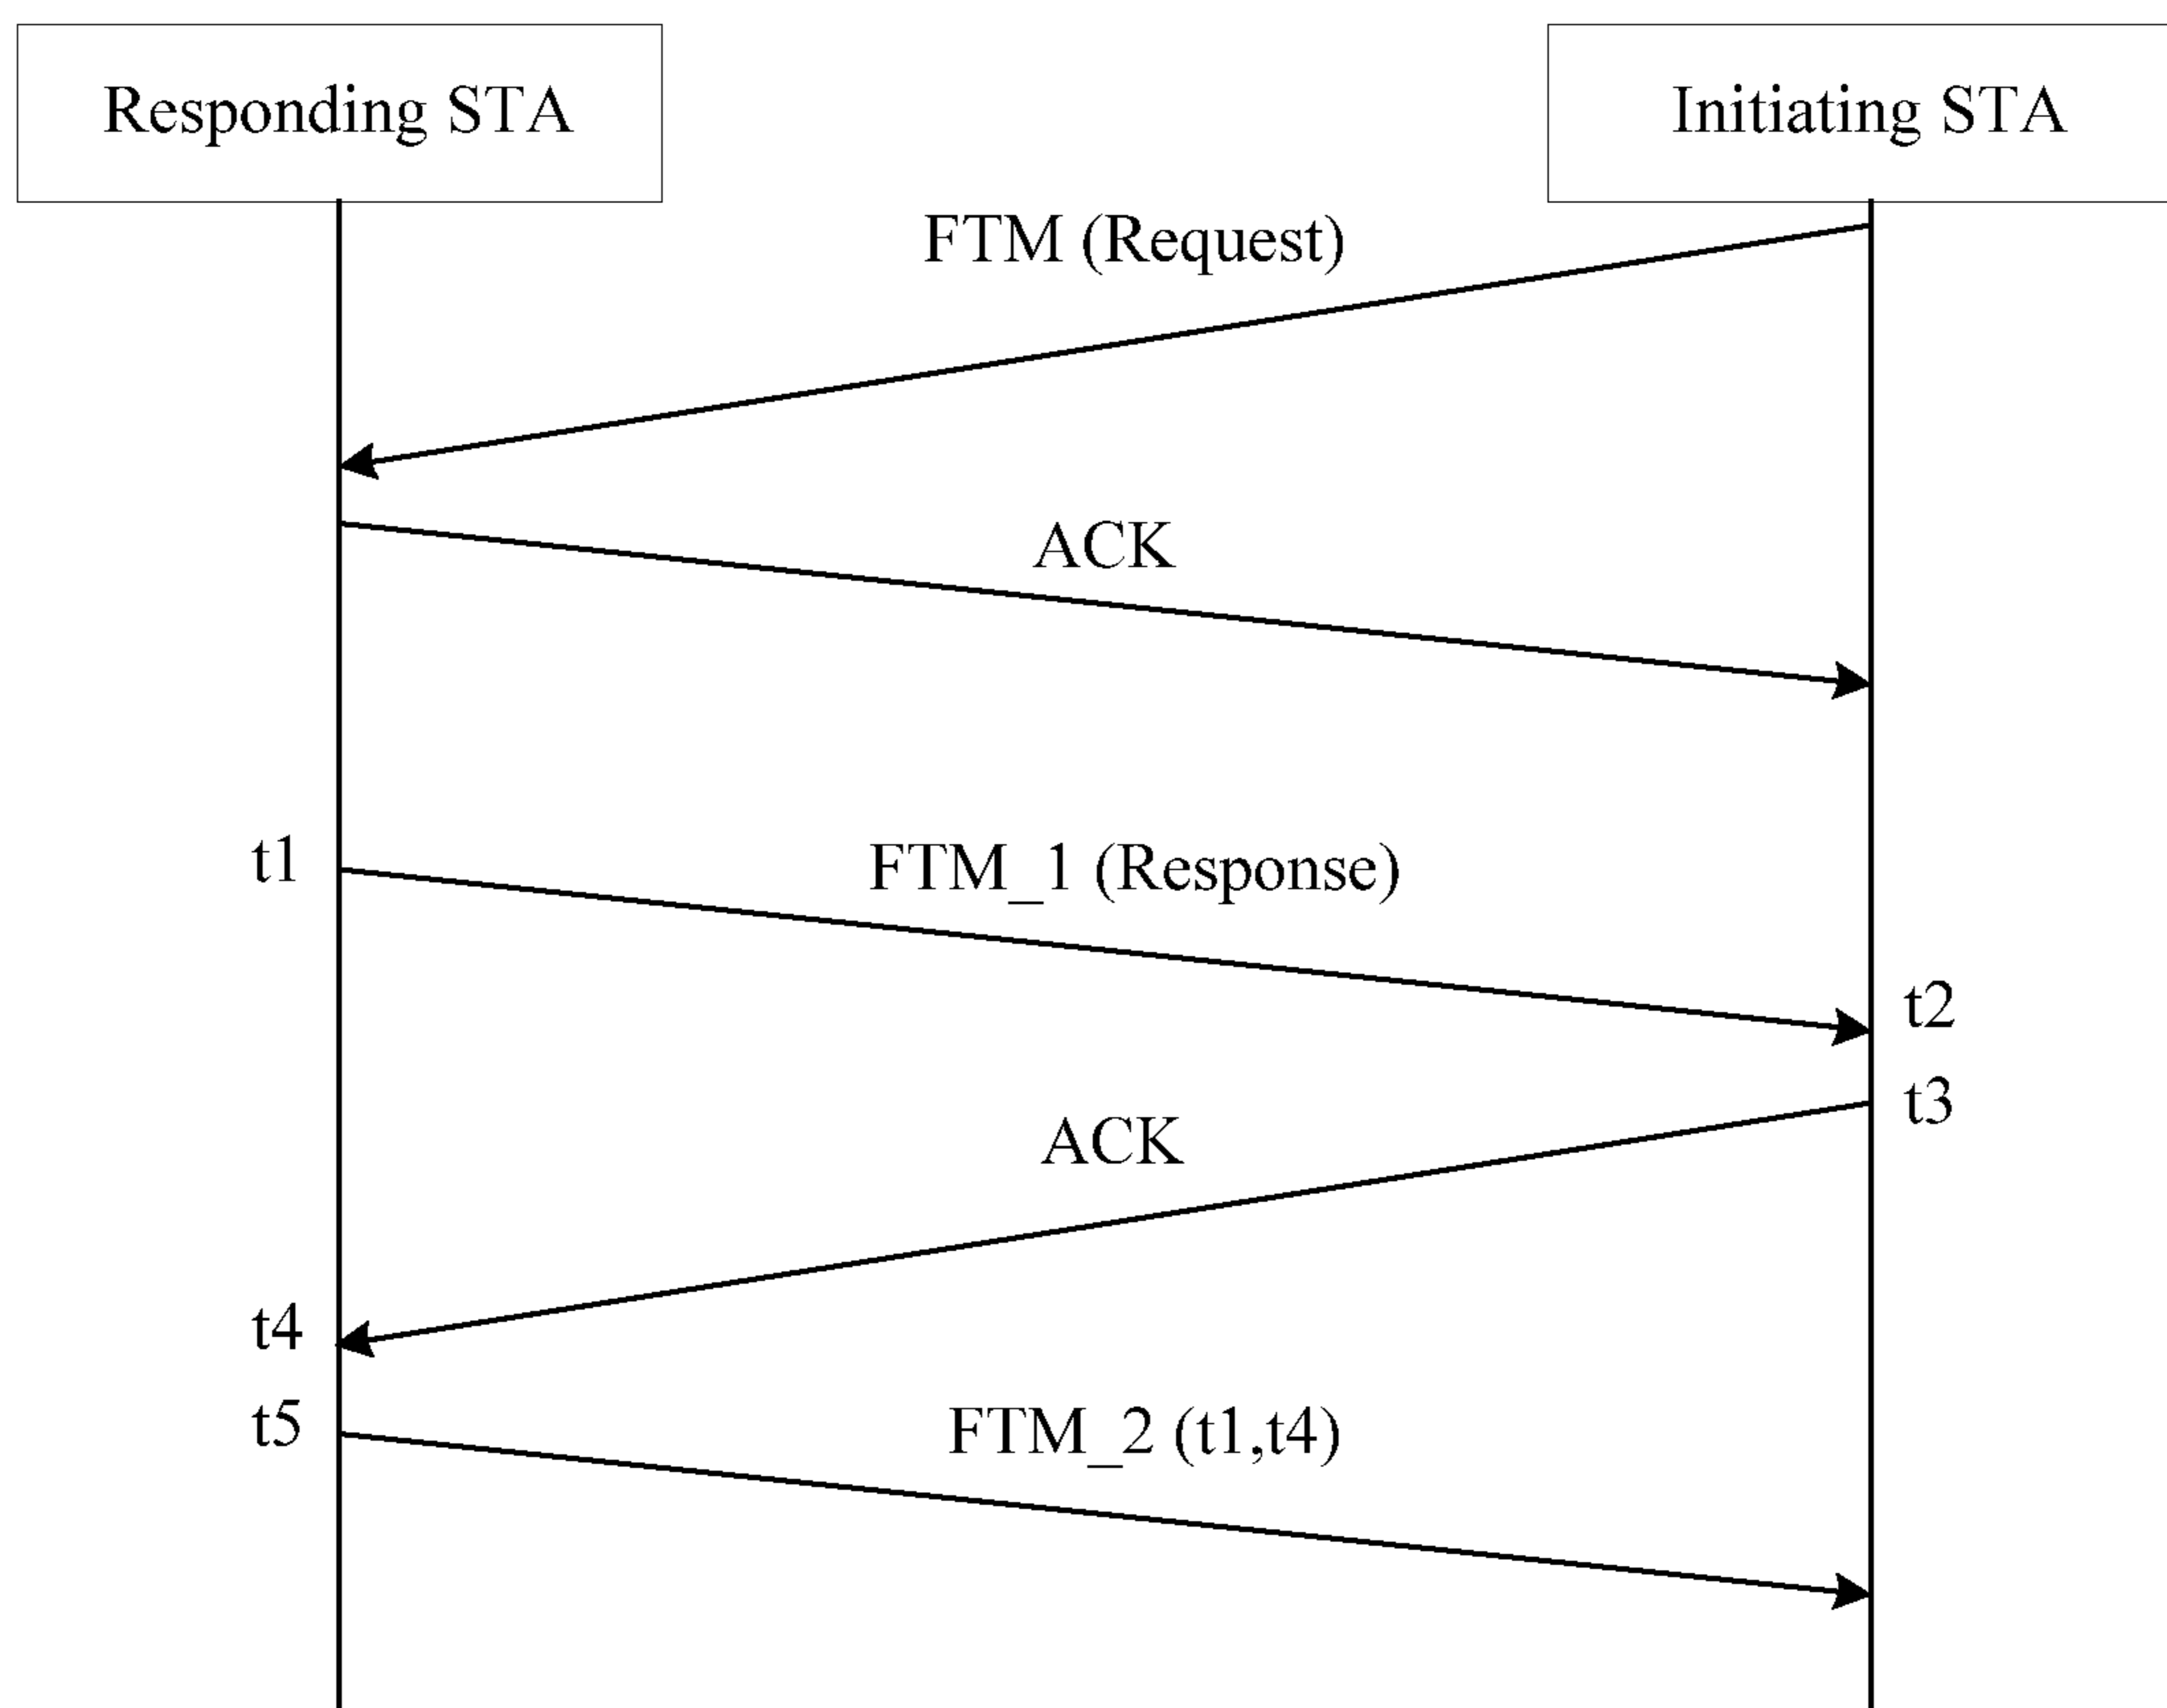 Responding STA
Initiating STA
FTM (Request)
ACK
t1
FTM_1 (Response)
t2
t3
ACK
t4
t5
FTM_2 (t1,t4)